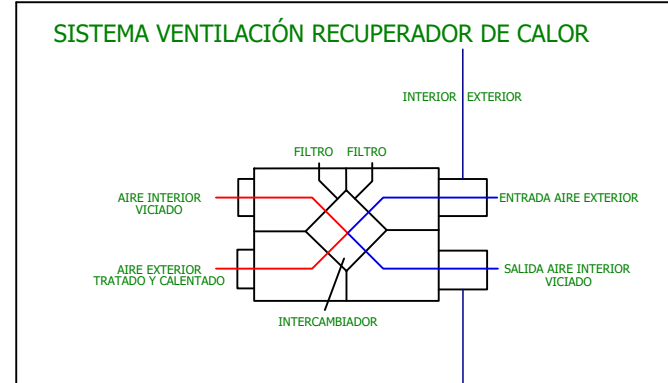 SISTEMA VENTILACIÓN RECUPERADOR DE CALOR
INTERIOR EXTERIOR
FILTRO FILTRO
AIRE INTERIOR
VICIADO
ENTRADA AIRE EXTERIOR
AIRE EXTERIOR
TRATADO Y CALENTADO
SALIDA AIRE INTERIOR
VICIADO
INTERCAMBIADOR